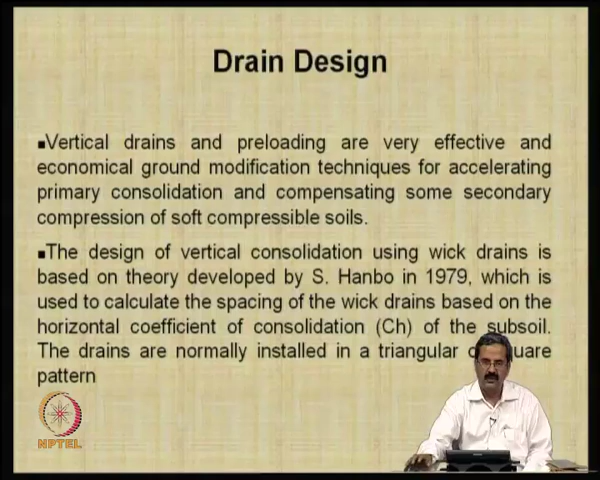 Drain Design
▪Vertical drains and preloading are very effective and
economical ground modification techniques for accelerating
primary consolidation and compensating some secondary
compression of soft compressible soils.
▪The design of vertical consolidation using wick drains is
based on theory developed by S. Hanbo in 1979, which is
used to calculate the spacing of the wick drains based on the
horizontal coefficient of consolidation (Ch) of the subsoil.
The drains are normally installed in a triangular
pattern
NPTEL